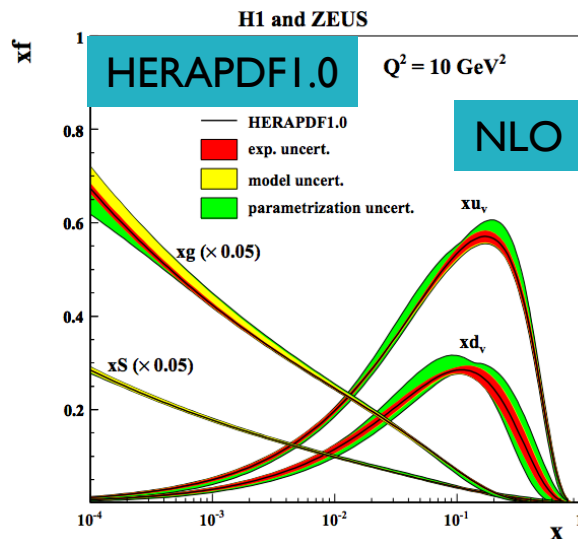 H1 and ZEUS
xf
1
HERAPDF1.0
Q² = 10 GeV²
NLO
0.8
HERAPDF1.0
exp. uncert.
model uncert.
parametrization uncert.
xuᵥ
0.6
xg (× 0.05)
0.4
xdᵥ
xS (× 0.05)
0.2
10⁻⁴
10⁻³
10⁻²
10⁻¹
1
x